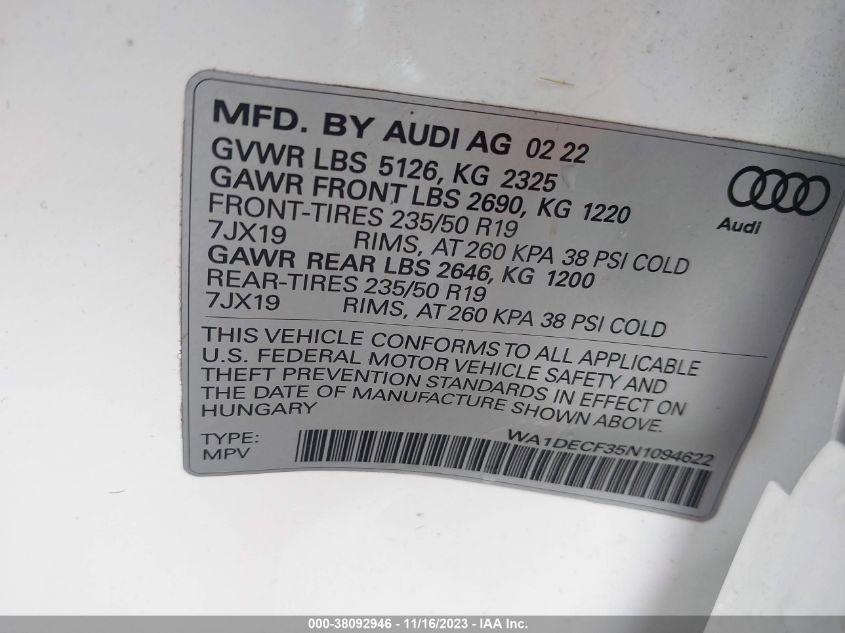 MFD. BY AUDI AG 02 22
GVWR LBS 5126, KG 2325
GAWR FRONT LBS 2690, KG 1220
FRONT-TIRES 235/50 R19
7JX19 RIMS, AT 260 KPA 38 PSI COLD
GAWR REAR LBS 2646, KG 1200
REAR-TIRES 235/50 R19
7JX19 RIMS, AT 260 KPA 38 PSI COLD
Audi
THIS VEHICLE CONFORMS TO ALL APPLICABLE
U.S. FEDERAL MOTOR VEHICLE SAFETY AND
THEFT PREVENTION STANDARDS IN EFFECT ON
THE DATE OF MANUFACTURE SHOWN ABOVE.
HUNGARY
TYPE:
MPV
WA1DECF35N1094622
000-38092946 - 11/16/2023 - IAA Inc.